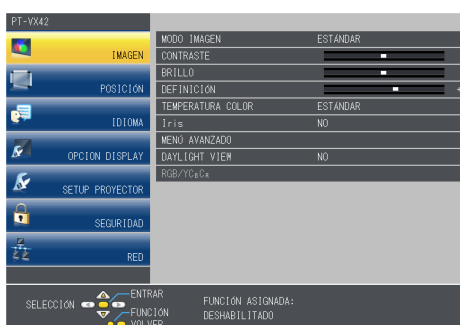 PT-VX42
IMAGEN
POSICIÓN
IDIOMA
OPCION DISPLAY
SETUP PROYECTOR
SEGURIDAD
RED
MODO IMAGEN ESTÁNDAR
CONTRASTE
BRILLO
DEFINICIÓN +
TEMPERATURA COLOR ESTÁNDAR
Iris NO
MENÚ AVANZADO
DAYLIGHT VIEW NO
RGB/YCBCR
SELECCIÓN
ENTRAR
FUNCIÓN
VOLVER
FUNCIÓN ASIGNADA:
DESHABILITADO